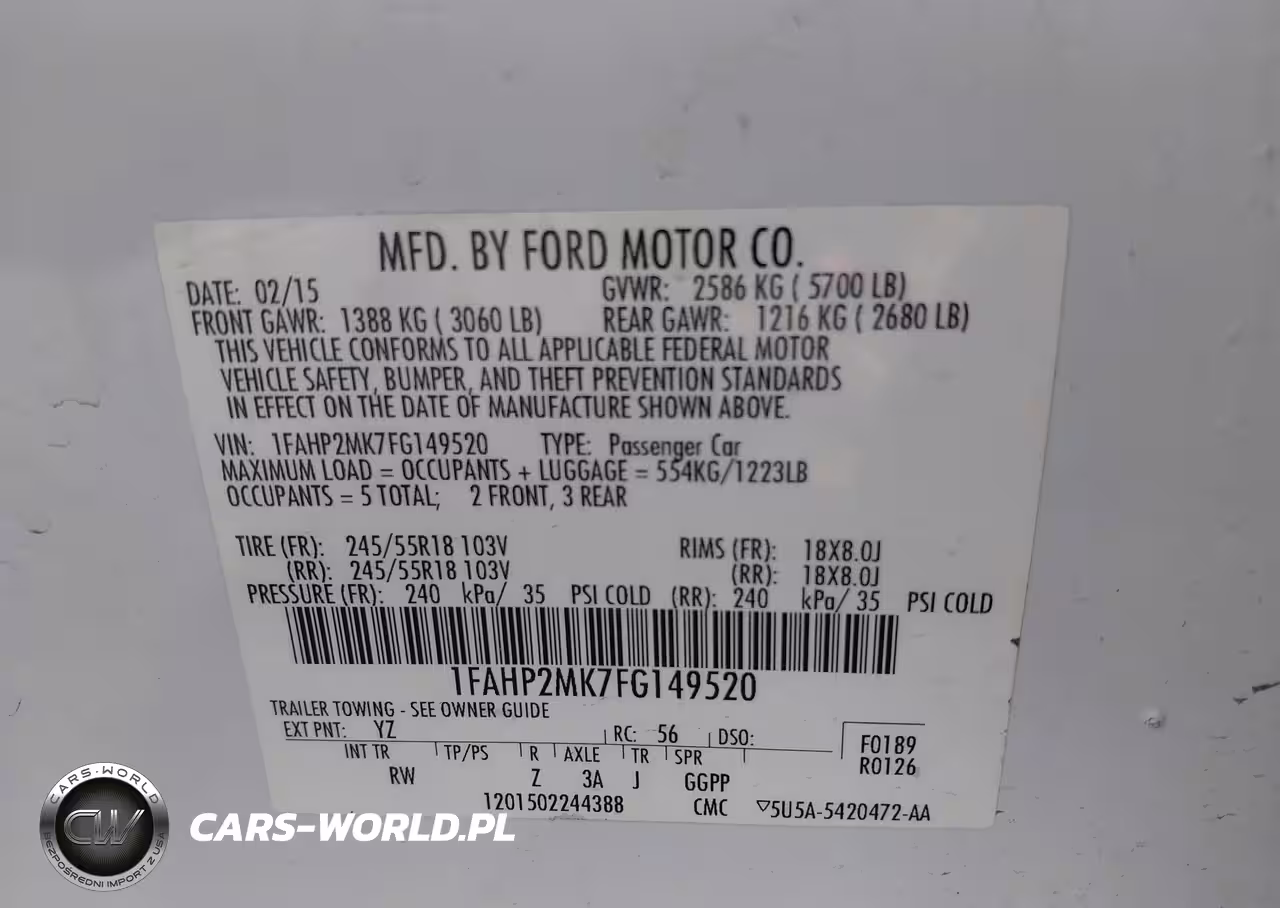 MFD. BY FORD MOTOR CO.
DATE: 02/15 GVWR: 2586 KG ( 5700 LB)
FRONT GAWR: 1388 KG ( 3060 LB) REAR GAWR: 1216 KG ( 2680 LB)
THIS VEHICLE CONFORMS TO ALL APPLICABLE FEDERAL MOTOR
VEHICLE SAFETY, BUMPER, AND THEFT PREVENTION STANDARDS
IN EFFECT ON THE DATE OF MANUFACTURE SHOWN ABOVE.
VIN: 1FAHP2MK7FG149520 TYPE: Passenger Car
MAXIMUM LOAD = OCCUPANTS + LUGGAGE = 554KG/1223LB
OCCUPANTS = 5 TOTAL; 2 FRONT, 3 REAR
TIRE (FR): 245/55R18 103V RIMS (FR): 18X8.0J
(RR): 245/55R18 103V (RR): 18X8.0J
PRESSURE (FR): 240 kPa/ 35 PSI COLD (RR): 240 kPa/ 35 PSI COLD
1FAHP2MK7FG149520
TRAILER TOWING - SEE OWNER GUIDE
EXT PNT: YZ RC: 56 DSO:
F0189
R0126
INT TR TP/PS R AXLE TR SPR
RW Z 3A J GGPP
1201502244388 CMC ▽5U5A-5420472-AA
CARS-WORLD
CW
BEZPOŚREDNI IMPORT Z USA
CARS-WORLD.PL